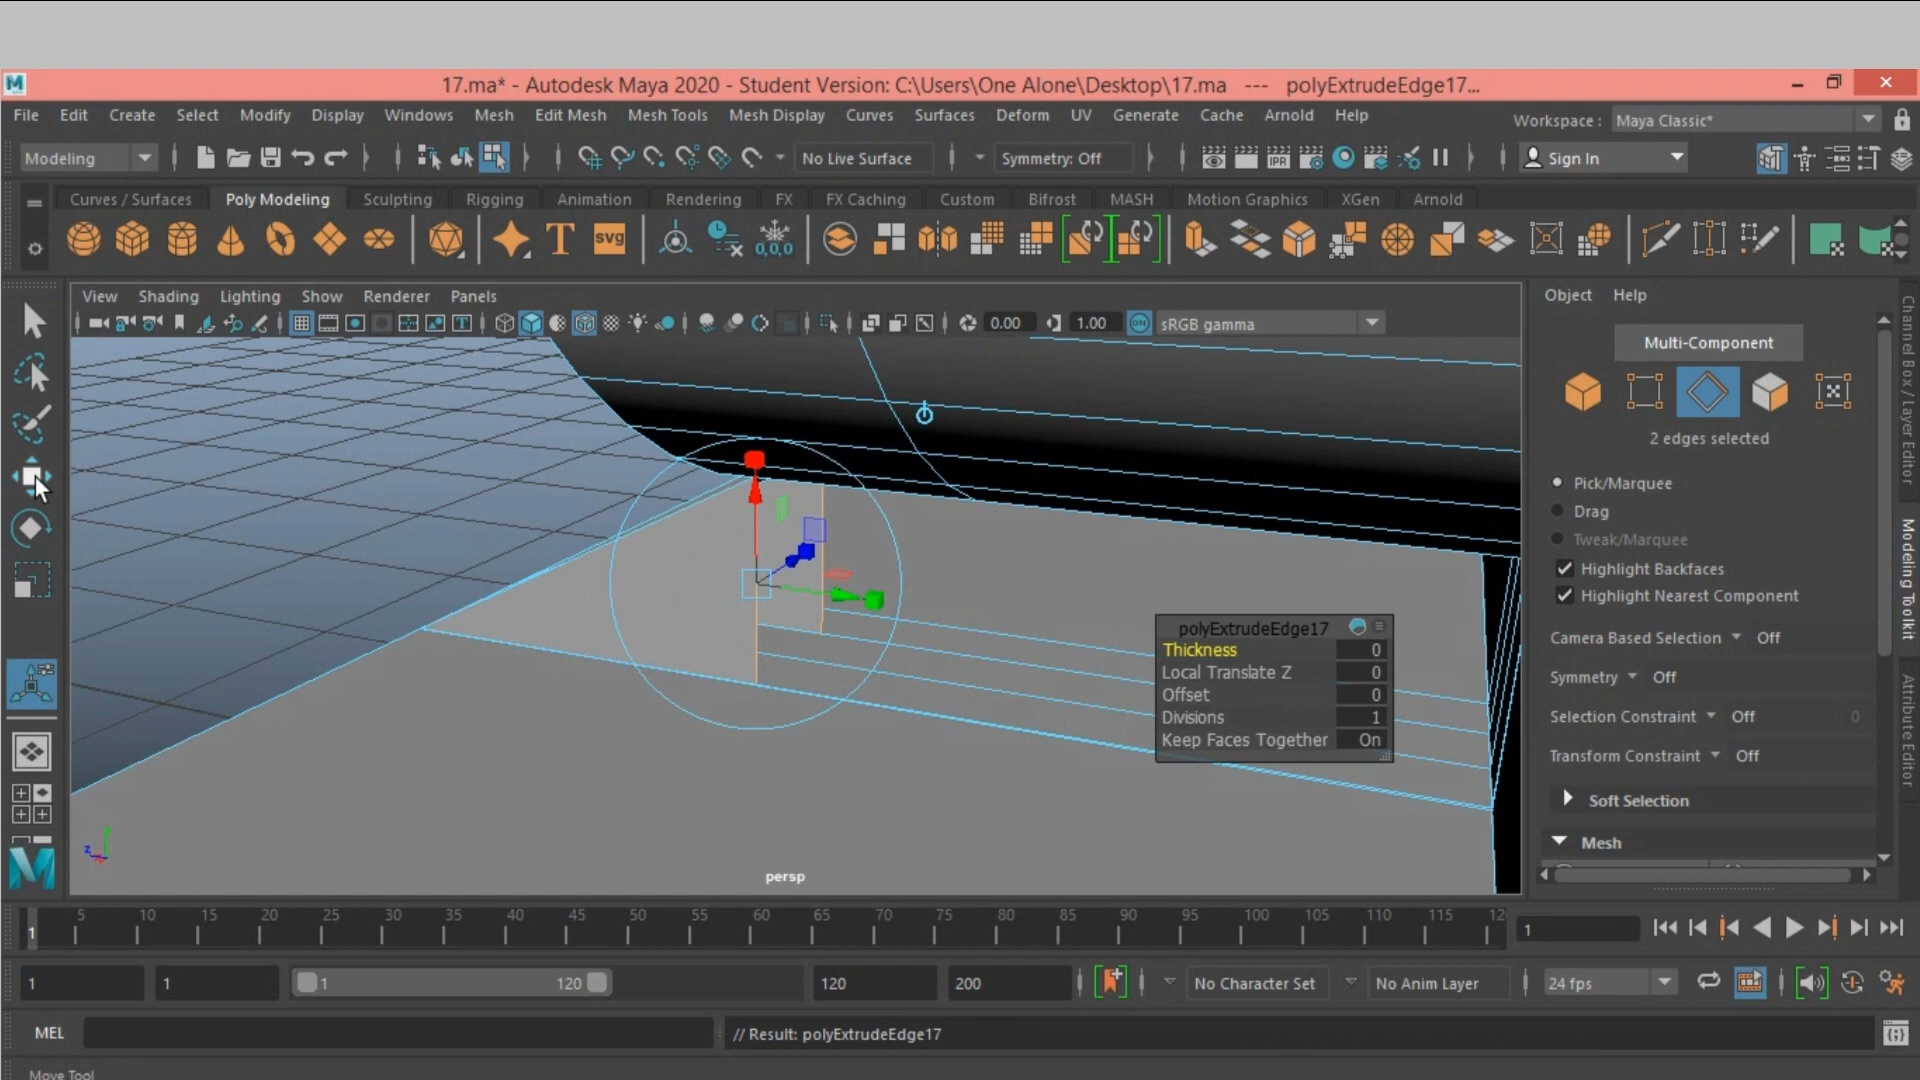 17.ma* - Autodesk Maya 2020 - Student Version: C:\Users\One Alone\Desktop\17.ma --- polyExtrudeEdge17...
File Edit Create Select Modify Display Windows Mesh Edit Mesh Mesh Tools Mesh Display Curves Surfaces Deform UV Generate Cache Arnold Help Workspace : Maya Classic*
Modeling No Live Surface Symmetry: Off IPR Sign In
Curves / Surfaces Poly Modeling Sculpting Rigging Animation Rendering FX FX Caching Custom Bifrost MASH Motion Graphics XGen Arnold
T SVG 0,0,0
View Shading Lighting Show Renderer Panels
0.00 1.00 ON sRGB gamma
Object Help
Multi-Component
2 edges selected
Pick/Marquee
Drag
Tweak/Marquee
Highlight Backfaces
Highlight Nearest Component
Camera Based Selection Off
Symmetry Off
Selection Constraint Off 0
Transform Constraint Off
Soft Selection
Mesh
Channel Box / Layer Editor
Modeling Toolkit
Attribute Editor
polyExtrudeEdge17
Thickness 0
Local Translate Z 0
Offset 0
Divisions 1
Keep Faces Together On
z
persp
5 10 15 20 25 30 35 40 45 50 55 60 65 70 75 80 85 90 95 100 105 110 115 12
1 1
1 1 1 120 120 200 No Character Set No Anim Layer 24 fps
MEL // Result: polyExtrudeEdge17
Move Tool